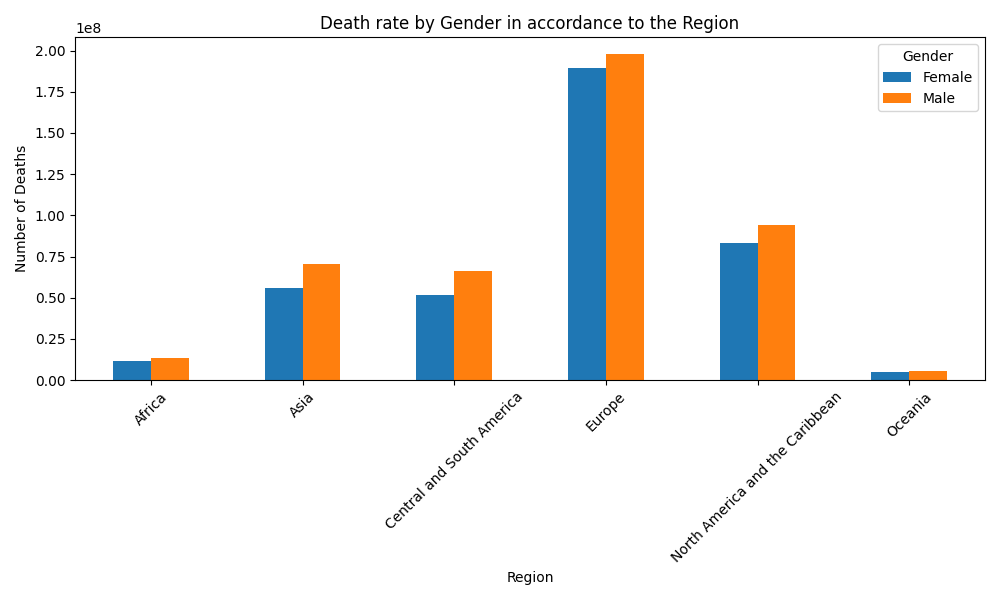 Death rate by Gender in accordance to the Region
1e8
2.00
1.75
1.50
1.25
1.00
0.75
0.50
0.25
0.00
Number of Deaths
Gender
Female
Male
Africa
Asia
Central and South America
Europe
North America and the Caribbean
Oceania
Region